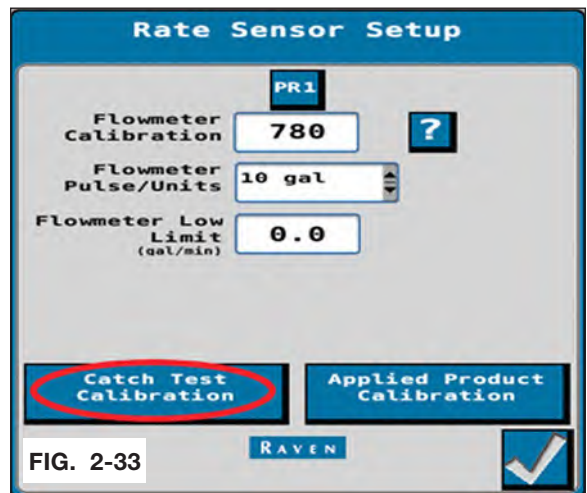 Rate Sensor Setup
PR1
Flowmeter
Calibration
780
?
Flowmeter
Pulse/Units
10 gal
Flowmeter Low
Limit
(gal/min)
0.0
Catch Test
Calibration
Applied Product
Calibration
RAVEN
FIG. 2-33